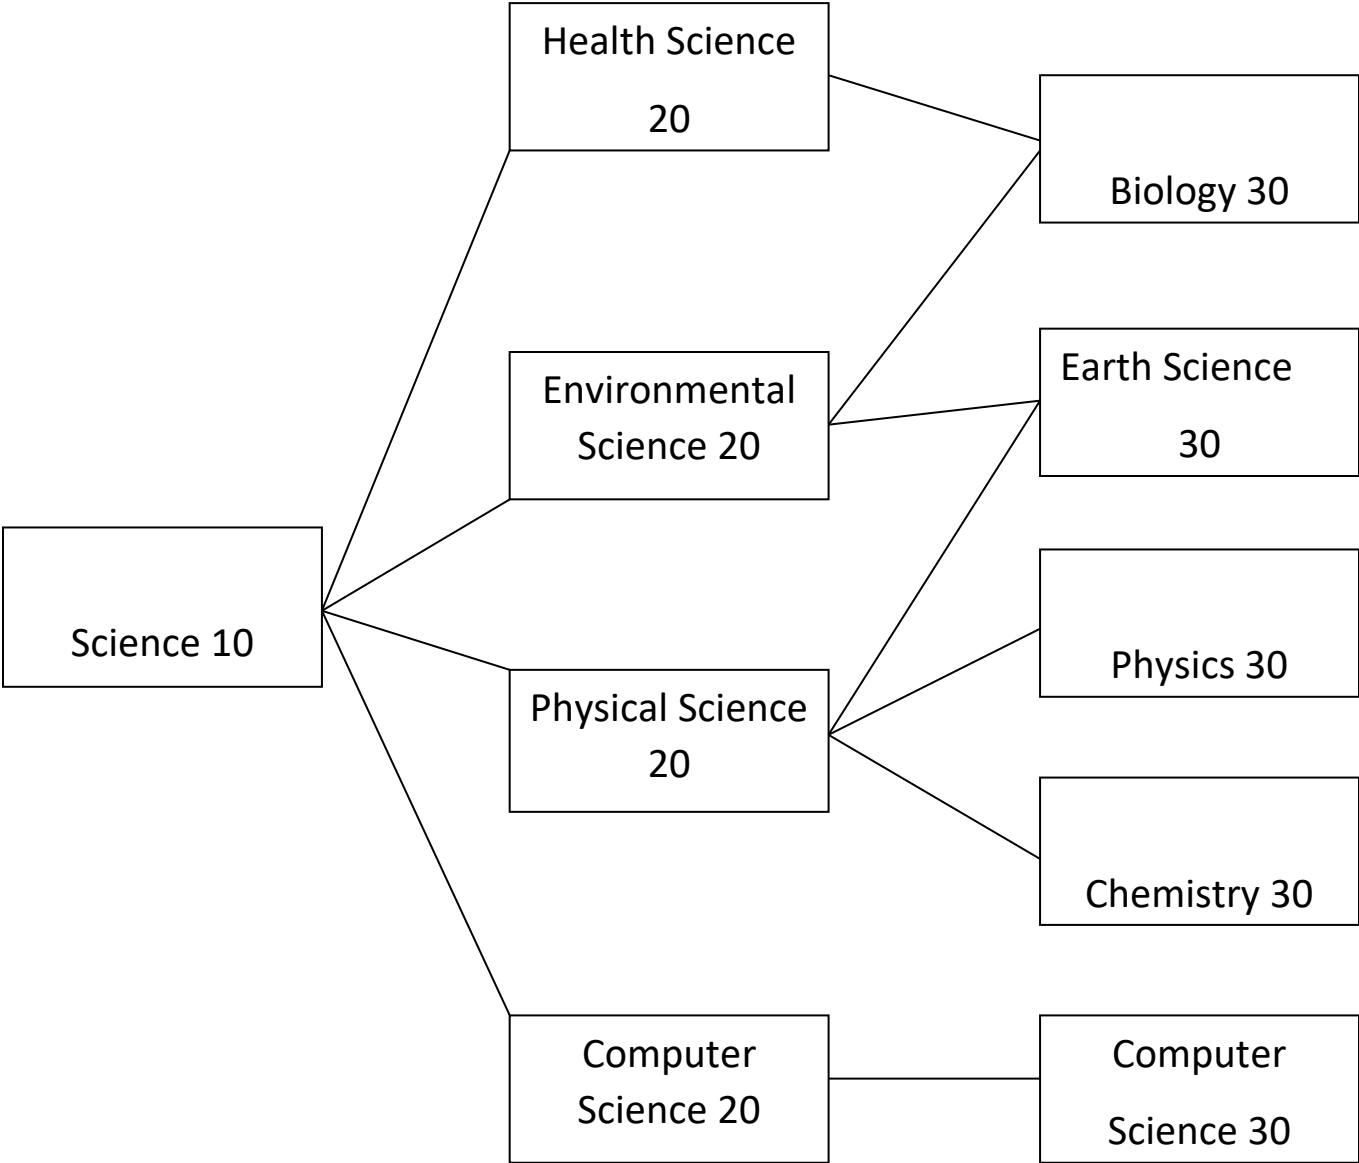 Health Science
20
Biology 30
Environmental
Science 20
Earth Science
30
Science 10
Physical Science
20
Physics 30
Chemistry 30
Computer
Science 20
Computer
Science 30